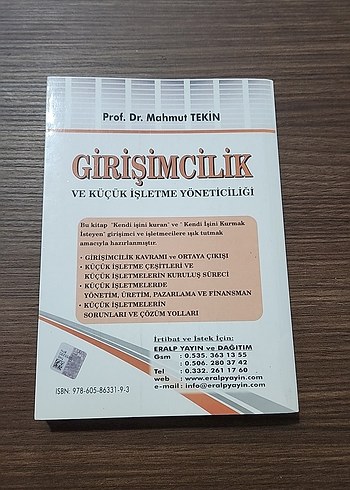 Prof. Dr. Mahmut TEKİN
GİRİŞİMCİLİK
VE KÜÇÜK İŞLETME YÖNETİCİLİĞİ
Bu kitap "Kendi işini kuran" ve " Kendi İşini Kurmak
İsteyen" girişimci ve işletmecilere ışık tutmak
amacıyla hazırlanmıştır.
• GİRİŞİMCİLİK KAVRAMI ve ORTAYA ÇIKIŞI
• KÜÇÜK İŞLETME ÇEŞİTLERİ VE
KÜÇÜK İŞLETMELERİN KURULUŞ SÜRECİ
• KÜÇÜK İŞLETMELERDE
YÖNETİM, ÜRETİM, PAZARLAMA VE FİNANSMAN
• KÜÇÜK İŞLETMELERİN
SORUNLARI VE ÇÖZÜM YOLLARI
İrtibat ve İstek İçin:
ERALP YAYIN ve DAĞITIM
Gsm : 0.535. 363 13 55
: 0.506. 280 37 42
Tel : 0.332. 261 17 60
web : www.eralpyayin.com
e-mail : info@eralpyayin.com
ISBN: 978-605-86331-9-3